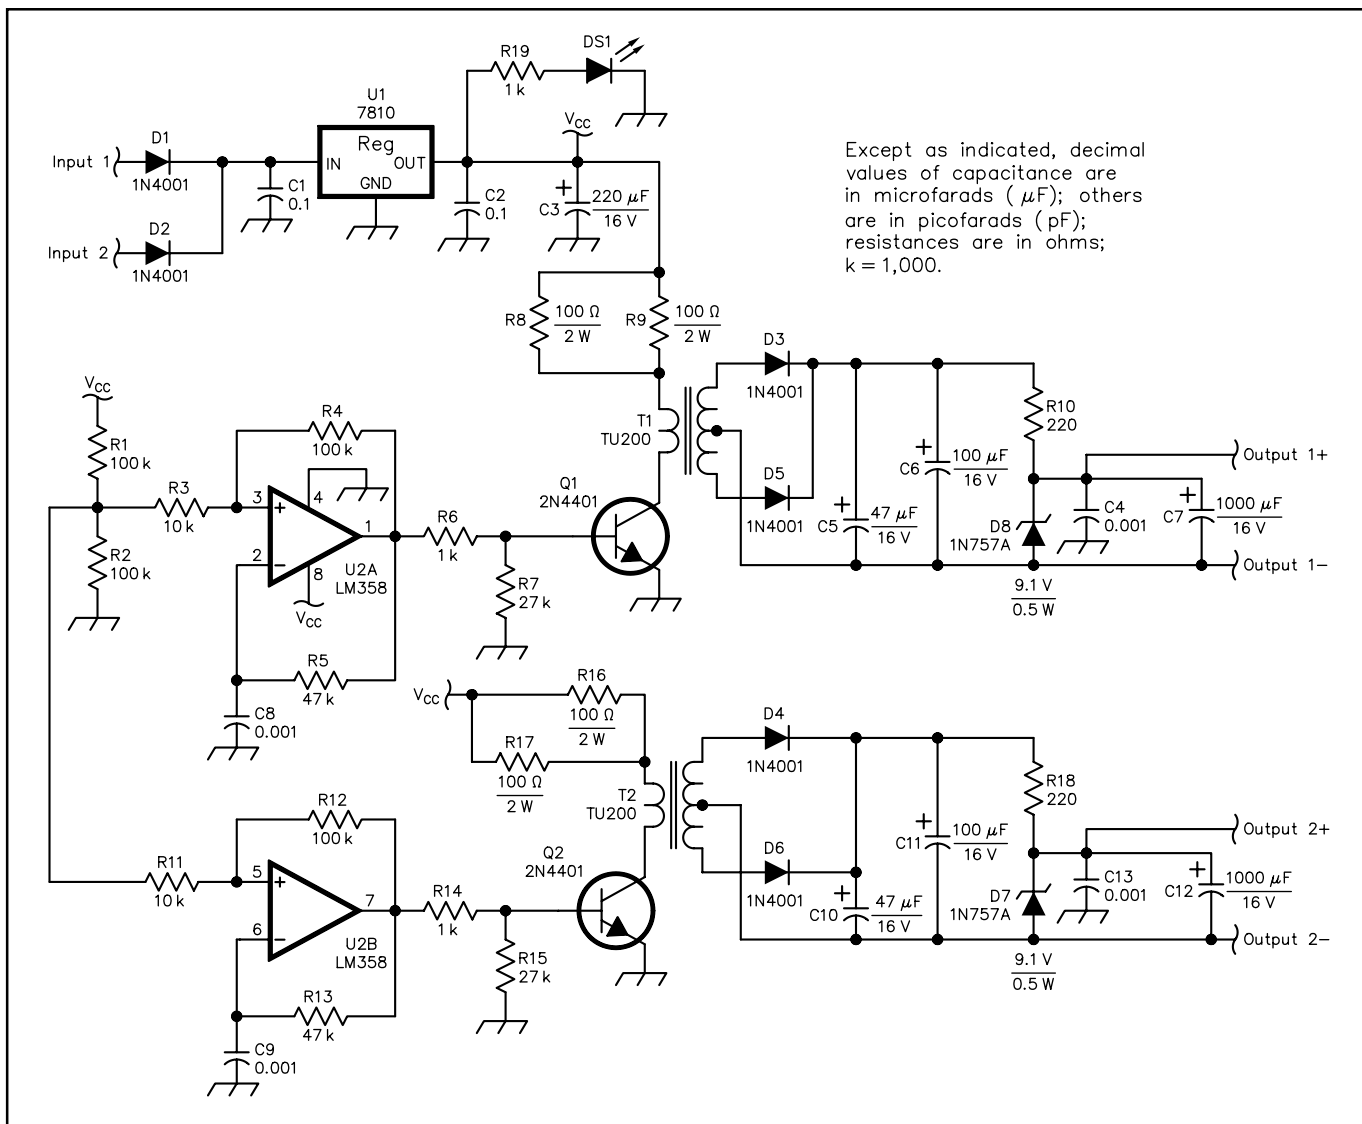 DS1
R19
1 k
U1
7810
Reg
IN
OUT
GND
VCC
D1
1N4001
Input 1
D2
1N4001
Input 2
C1
0.1
C2
0.1
+
C3
220 µF
16 V
Except as indicated, decimal
values of capacitance are
in microfarads ( µF); others
are in picofarads ( pF);
resistances are in ohms;
k = 1,000.
R8
100 Ω
2 W
R9
100 Ω
2 W
VCC
R1
100 k
R2
100 k
R3
10 k
R4
100 k
3
+
4
1
2
−
8
U2A
LM358
VCC
R5
47 k
C8
0.001
R6
1 k
R7
27 k
Q1
2N4401
T1
TU200
D3
1N4001
D5
1N4001
+
C5
47 µF
16 V
+
C6
100 µF
16 V
R10
220
D8
1N757A
9.1 V
0.5 W
C4
0.001
+
C7
1000 µF
16 V
Output 1+
Output 1−
VCC
R16
100 Ω
2 W
R17
100 Ω
2 W
R11
10 k
R12
100 k
5
+
7
6
−
U2B
LM358
R13
47 k
C9
0.001
R14
1 k
R15
27 k
Q2
2N4401
T2
TU200
D4
1N4001
D6
1N4001
+
C10
47 µF
16 V
+
C11
100 µF
16 V
R18
220
D7
1N757A
9.1 V
0.5 W
C13
0.001
+
C12
1000 µF
16 V
Output 2+
Output 2−